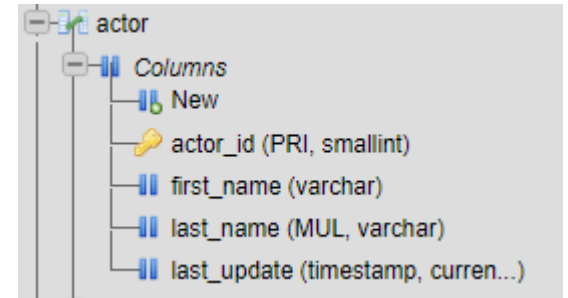 actor
Columns
New
actor_id (PRI, smallint)
first_name (varchar)
last_name (MUL, varchar)
last_update (timestamp, curren...)